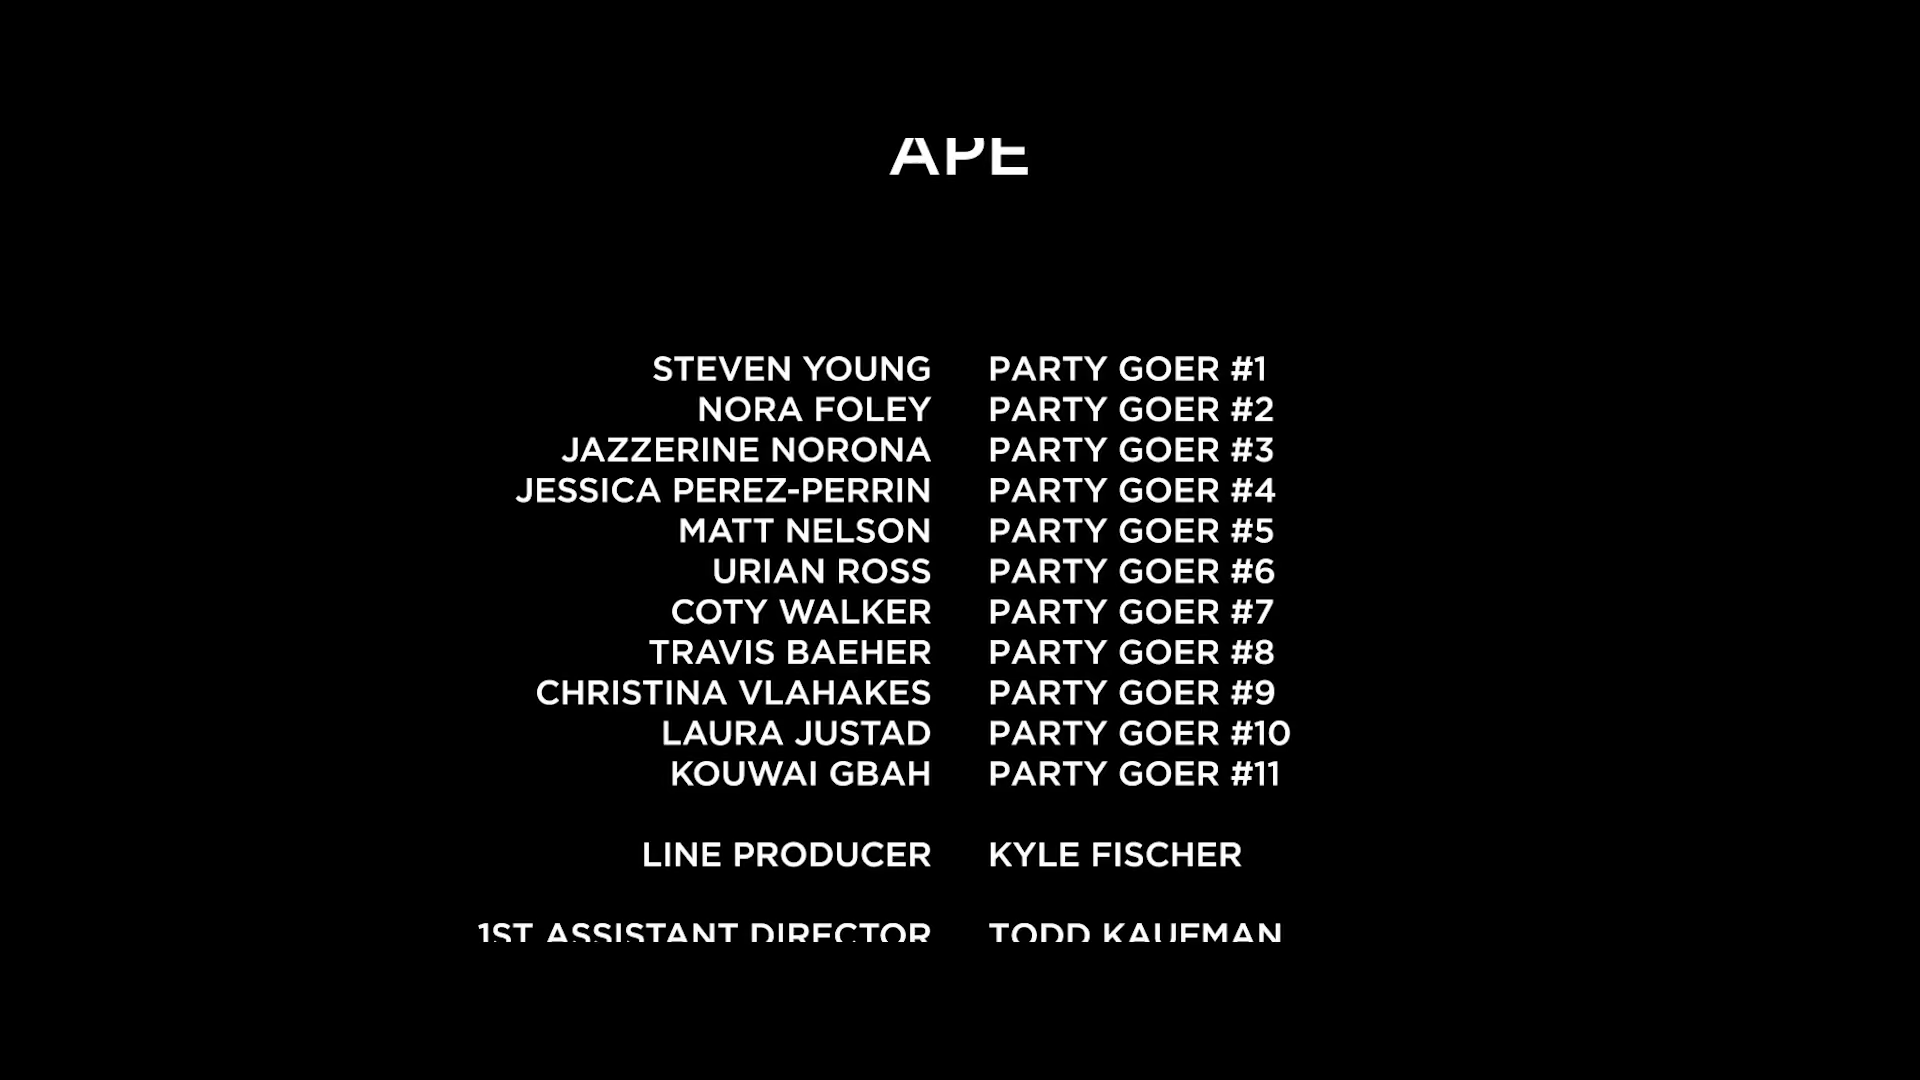 APE
STEVEN YOUNG PARTY GOER #1
NORA FOLEY PARTY GOER #2
JAZZERINE NORONA PARTY GOER #3
JESSICA PEREZ-PERRIN PARTY GOER #4
MATT NELSON PARTY GOER #5
URIAN ROSS PARTY GOER #6
COTY WALKER PARTY GOER #7
TRAVIS BAEHER PARTY GOER #8
CHRISTINA VLAHAKES PARTY GOER #9
LAURA JUSTAD PARTY GOER #10
KOUWAI GBAH PARTY GOER #11
LINE PRODUCER KYLE FISCHER
1ST ASSISTANT DIRECTOR TODD KAUFMAN